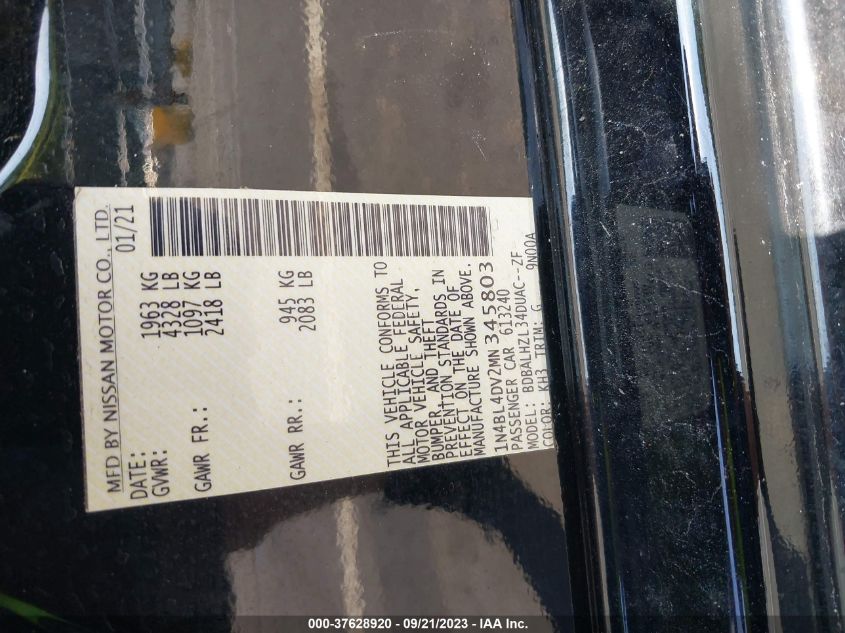 MFD BY NISSAN MOTOR CO., LTD.
DATE: 01/21
GVWR: 1963 KG
4328 LB
GAWR FR.: 1097 KG
2418 LB
GAWR RR.: 945 KG
2083 LB
THIS VEHICLE CONFORMS TO
ALL APPLICABLE FEDERAL
MOTOR VEHICLE SAFETY,
BUMPER, AND THEFT
PREVENTION STANDARDS IN
EFFECT ON THE DATE OF
MANUFACTURE SHOWN ABOVE.
1N4BL4DV2MN345803
PASSENGER CAR 613240
MODEL: BDBALHZL34DUAC--ZF
COLOR: KH3 TRIM: G 9N00A
000-37628920 - 09/21/2023 - IAA Inc.